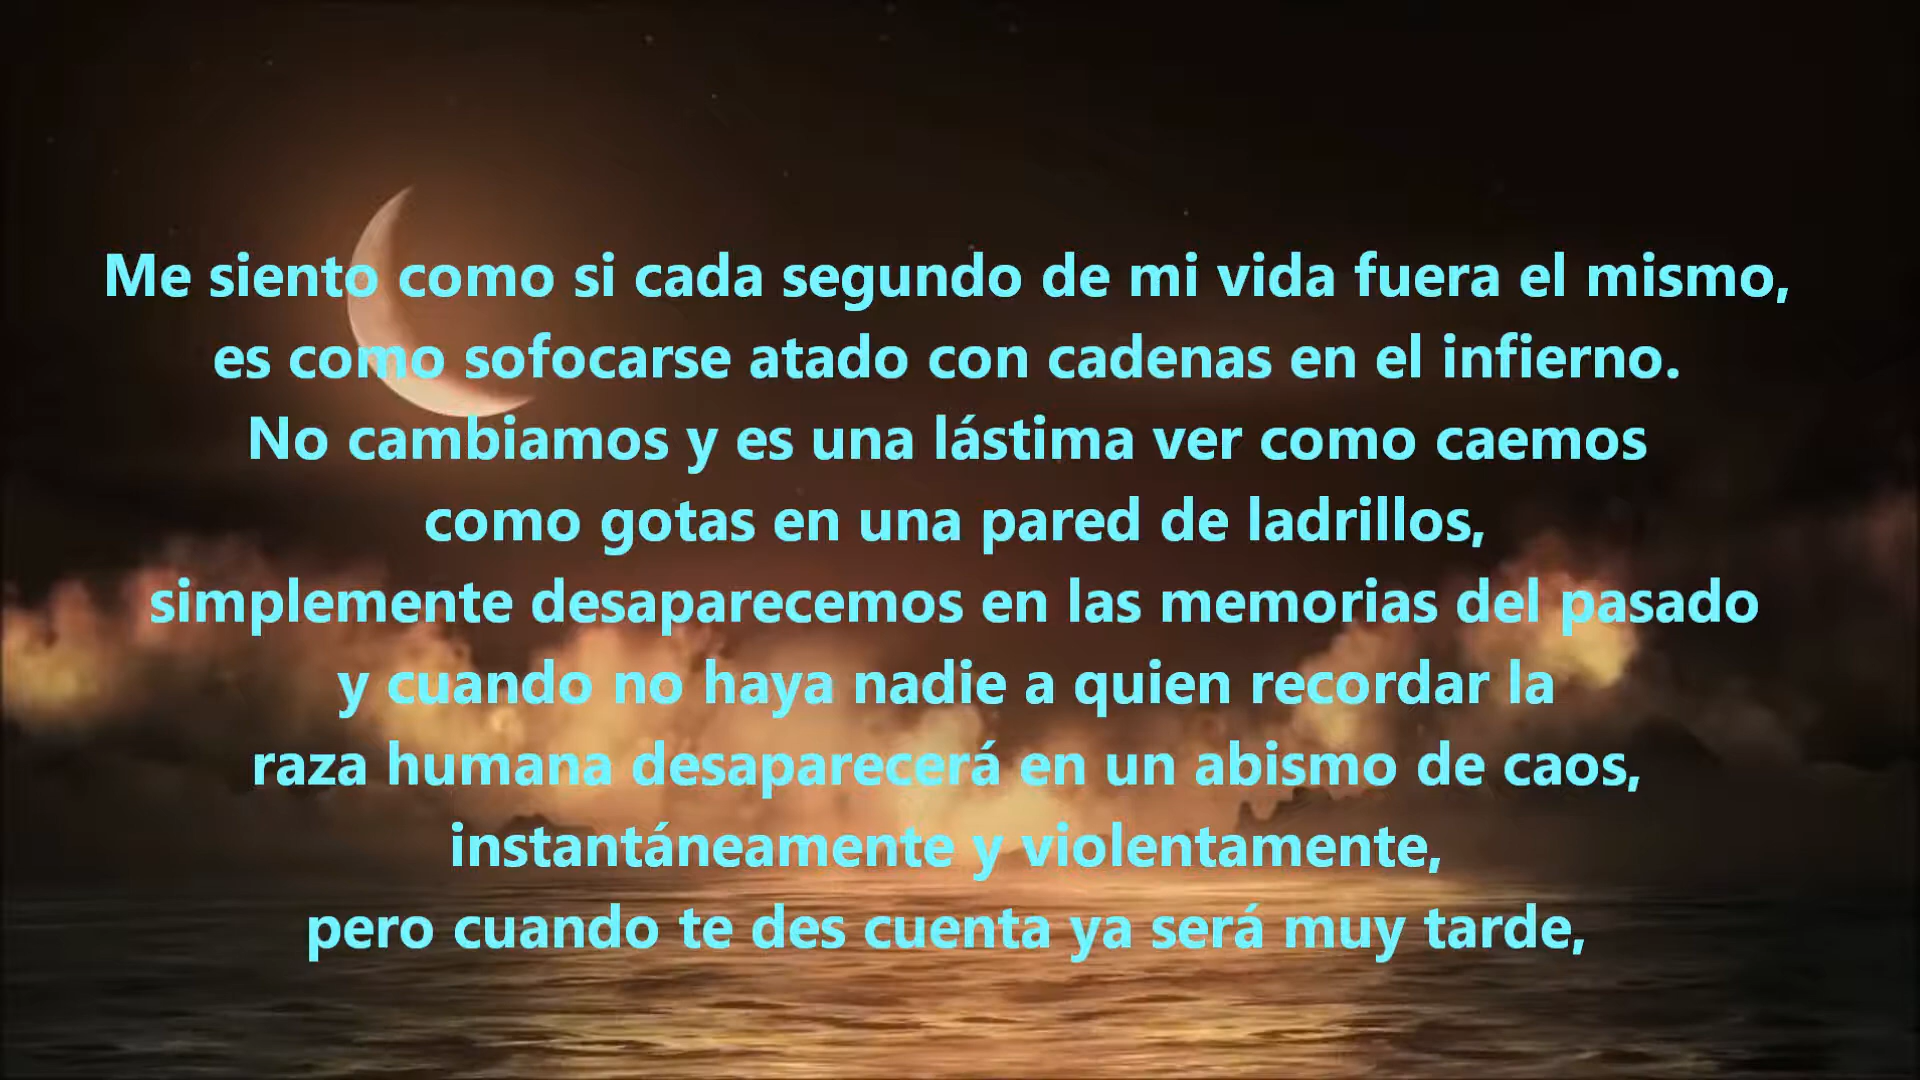 Me siento como si cada segundo de mi vida fuera el mismo,
es como sofocarse atado con cadenas en el infierno.
No cambiamos y es una lástima ver como caemos
como gotas en una pared de ladrillos,
simplemente desaparecemos en las memorias del pasado
y cuando no haya nadie a quien recordar la
raza humana desaparecerá en un abismo de caos,
instantáneamente y violentamente,
pero cuando te des cuenta ya será muy tarde,